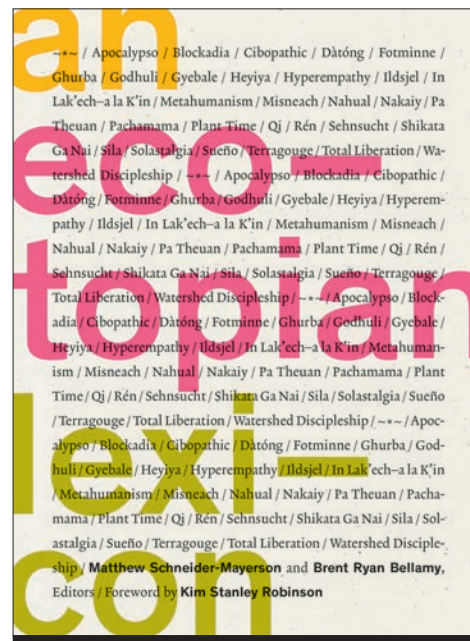 an
eco–
topian
lexi–
con
~*~ / Apocalypso / Blockadia / Cibopathic / Dàtóng / Fotminne /
Ghurba / Godhuli / Gyebale / Heyiya / Hyperempathy / Ildsjel / In
Lak'ech–a la K'in / Metahumanism / Misneach / Nahual / Nakaiy / Pa
Theuan / Pachamama / Plant Time / Qi / Rén / Sehnsucht / Shikata
Ga Nai / Sila / Solastalgia / Sueño / Terragouge / Total Liberation / Wa-
tershed Discipleship / ~*~ / Apocalypso / Blockadia / Cibopathic /
Dàtóng / Fotminne / Ghurba / Godhuli / Gyebale / Heyiya / Hyperem-
pathy / Ildsjel / In Lak'ech–a la K'in / Metahumanism / Misneach /
Nahual / Nakaiy / Pa Theuan / Pachamama / Plant Time / Qi / Rén /
Sehnsucht / Shikata Ga Nai / Sila / Solastalgia / Sueño / Terragouge /
Total Liberation / Watershed Discipleship / ~*~ / Apocalypso / Block-
adia / Cibopathic / Dàtóng / Fotminne / Ghurba / Godhuli / Gyebale /
Heyiya / Hyperempathy / Ildsjel / In Lak'ech–a la K'in / Metahuman-
ism / Misneach / Nahual / Nakaiy / Pa Theuan / Pachamama / Plant
Time / Qi / Rén / Sehnsucht / Shikata Ga Nai / Sila / Solastalgia / Sueño
/ Terragouge / Total Liberation / Watershed Discipleship / ~*~ / Apoc-
alypso / Blockadia / Cibopathic / Dàtóng / Fotminne / Ghurba / God-
huli / Gyebale / Heyiya / Hyperempathy / Ildsjel / In Lak'ech–a la K'in
/ Metahumanism / Misneach / Nahual / Nakaiy / Pa Theuan / Pacha-
mama / Plant Time / Qi / Rén / Sehnsucht / Shikata Ga Nai / Sila / Sol-
astalgia / Sueño / Terragouge / Total Liberation / Watershed Disciple-
ship / Matthew Schneider-Mayerson and Brent Ryan Bellamy,
Editors / Foreword by Kim Stanley Robinson